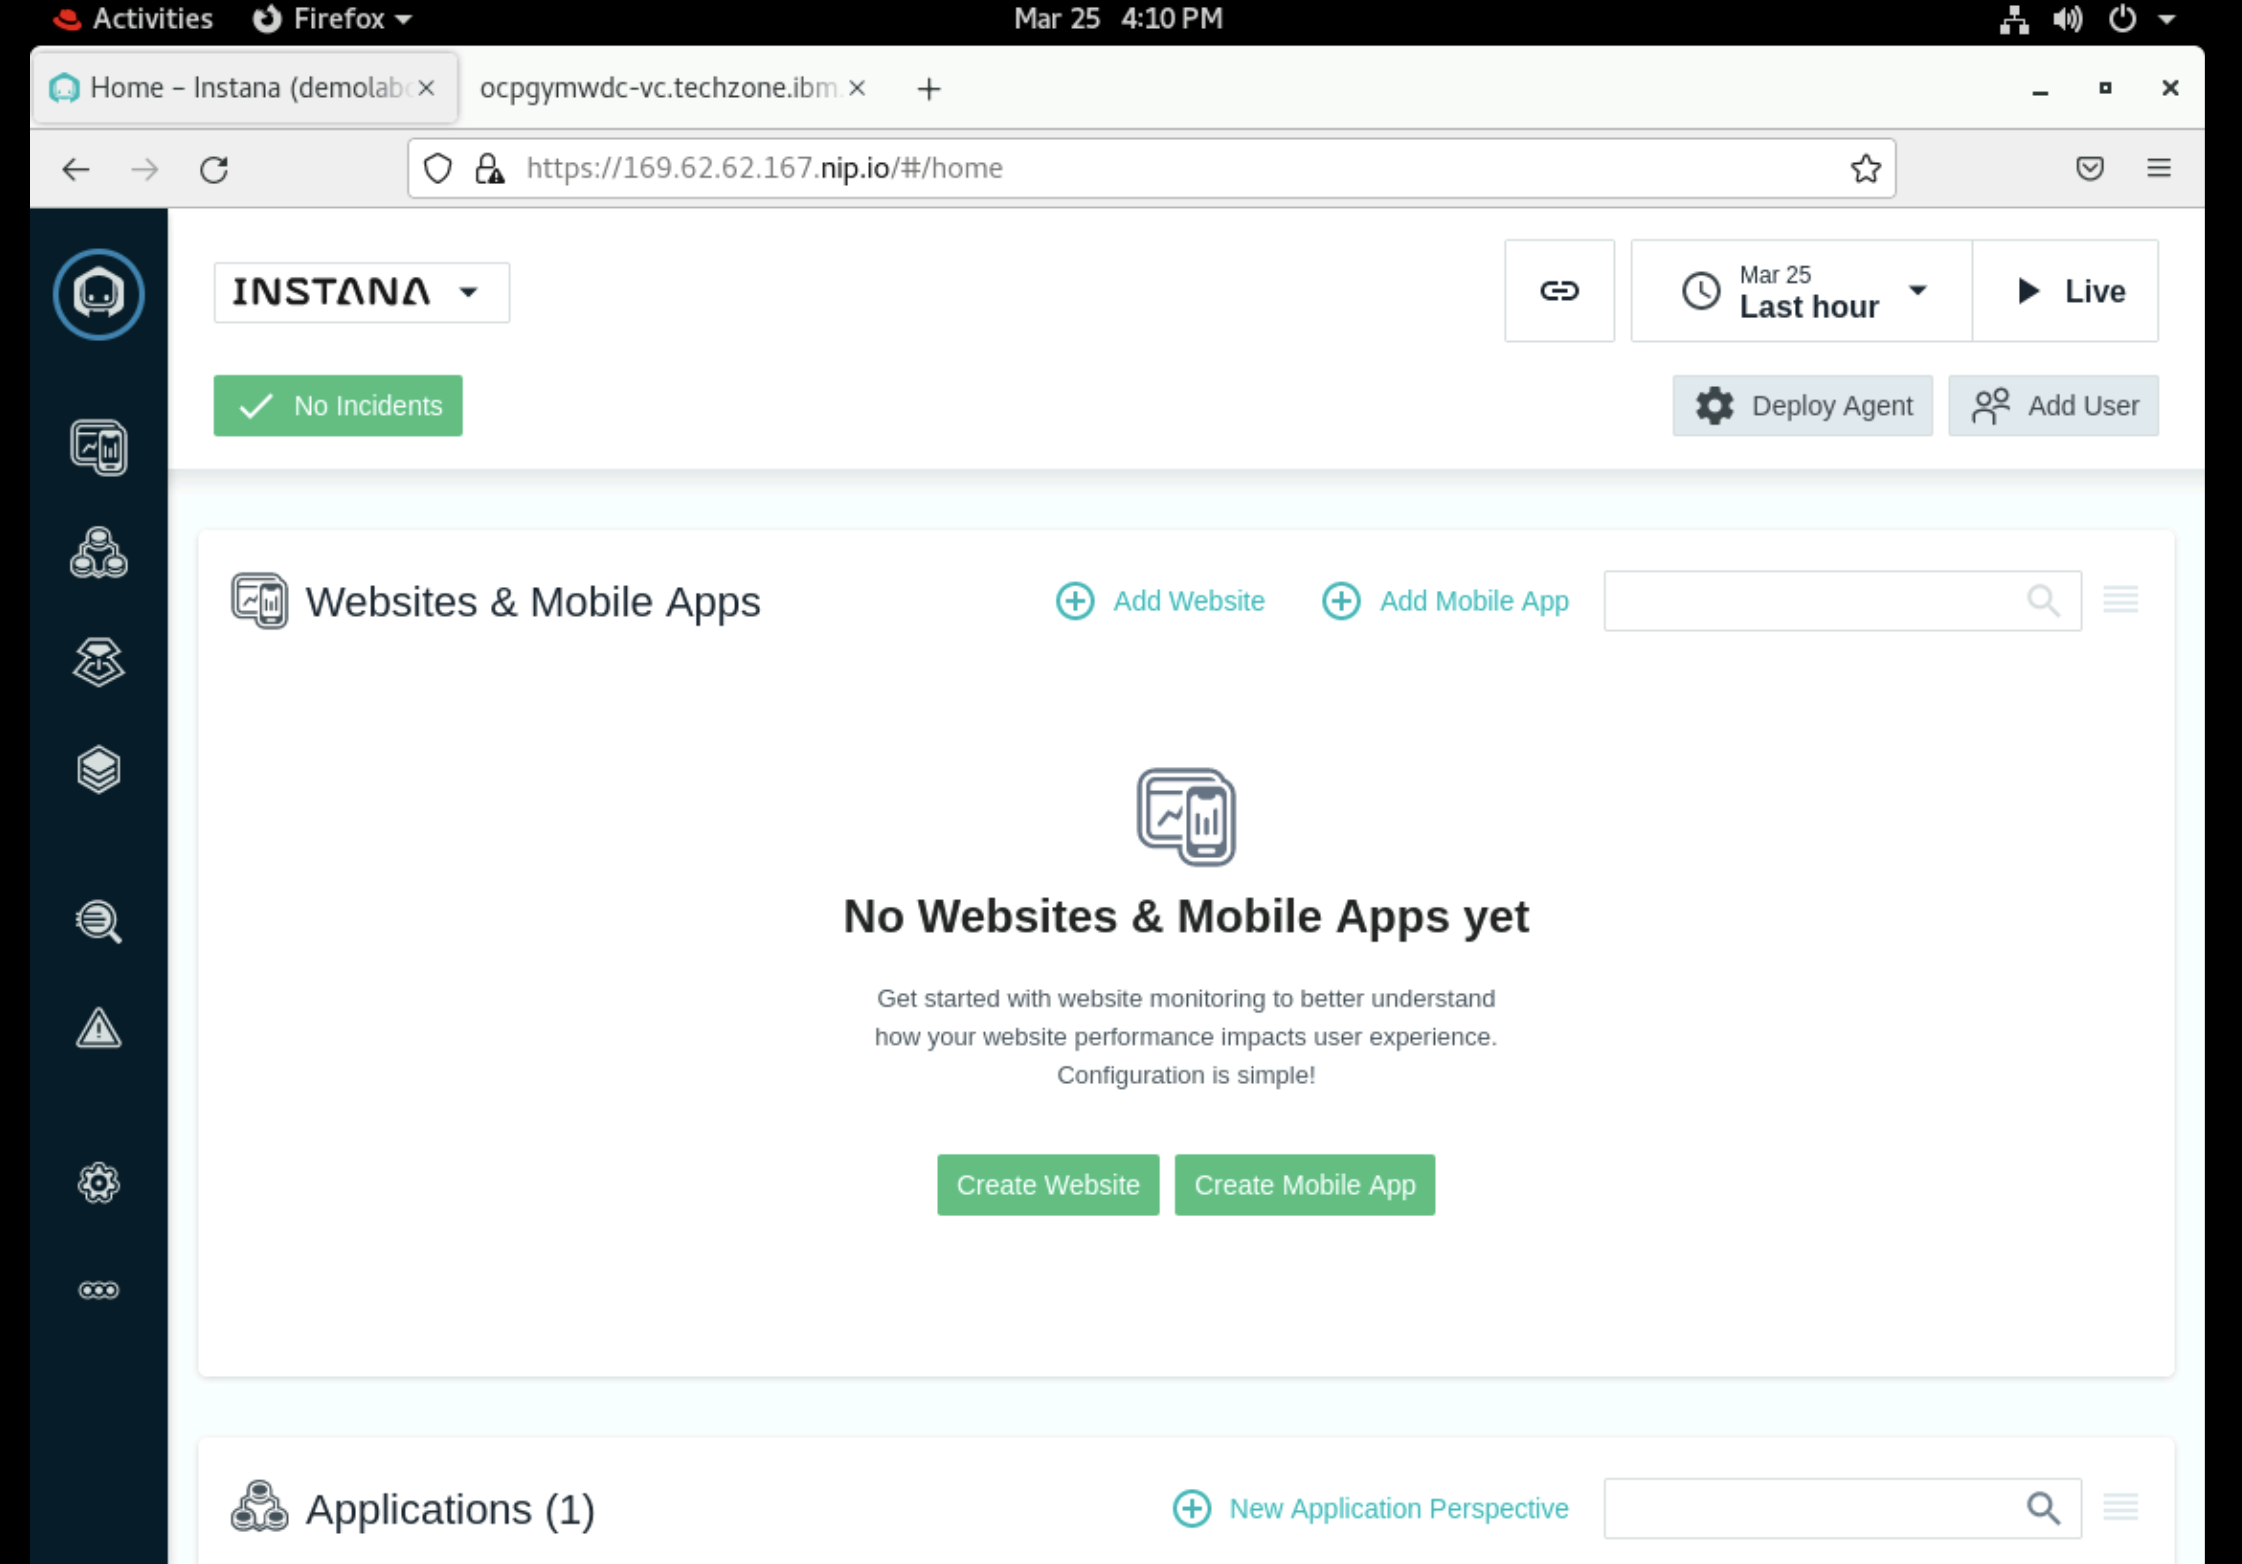 Activities Firefox Mar 25 4:10 PM
Home – Instana (demolab ocpgymwdc-vc.techzone.ibm.
https://169.62.62.167.nip.io/#/home
INSTANA
Mar 25
Last hour
Live
No Incidents
Deploy Agent
Add User
Websites & Mobile Apps
Add Website
Add Mobile App
No Websites & Mobile Apps yet
Get started with website monitoring to better understand
how your website performance impacts user experience.
Configuration is simple!
Create Website
Create Mobile App
Applications (1)
New Application Perspective